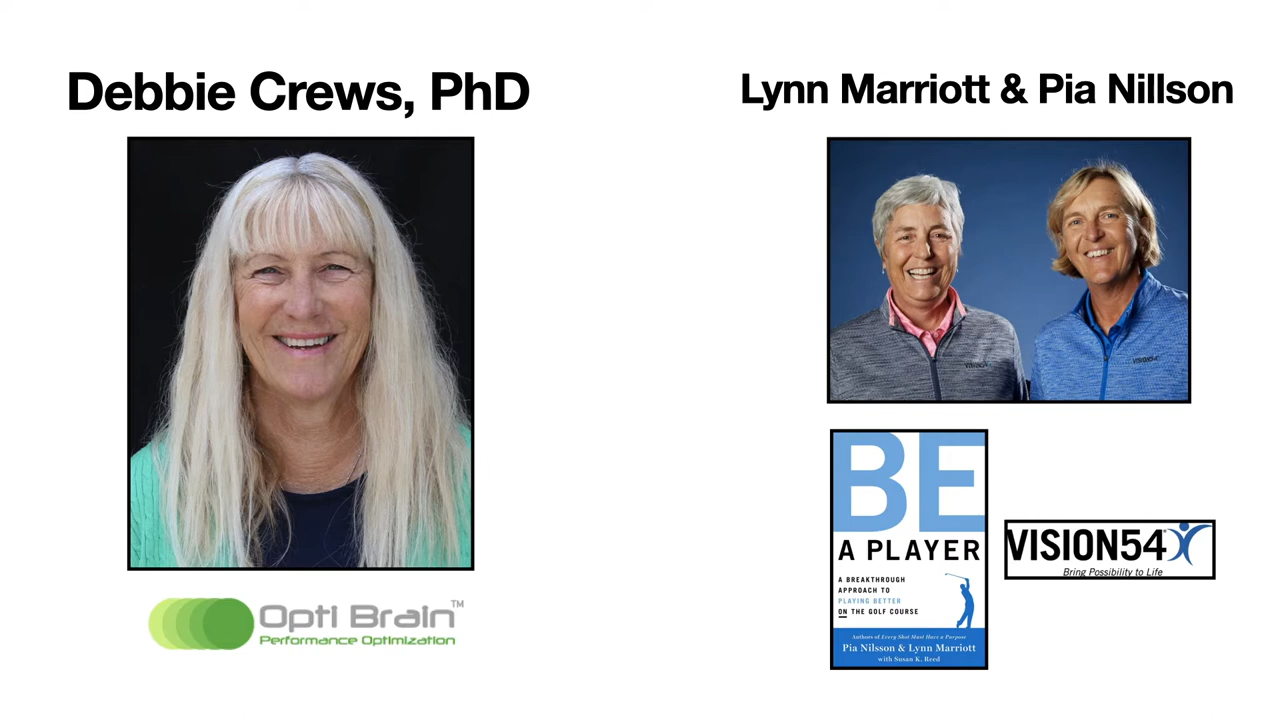 Debbie Crews, PhD
Opti Brain™
Performance Optimization
Lynn Marriott & Pia Nillson
VISION54
VISION54
BE
A PLAYER
A BREAKTHROUGH
APPROACH TO
PLAYING BETTER
ON THE GOLF COURSE
Authors of Every Shot Must Have a Purpose
Pia Nilsson & Lynn Marriott
with Susan K. Reed
VISION54
Bring Possibility to Life